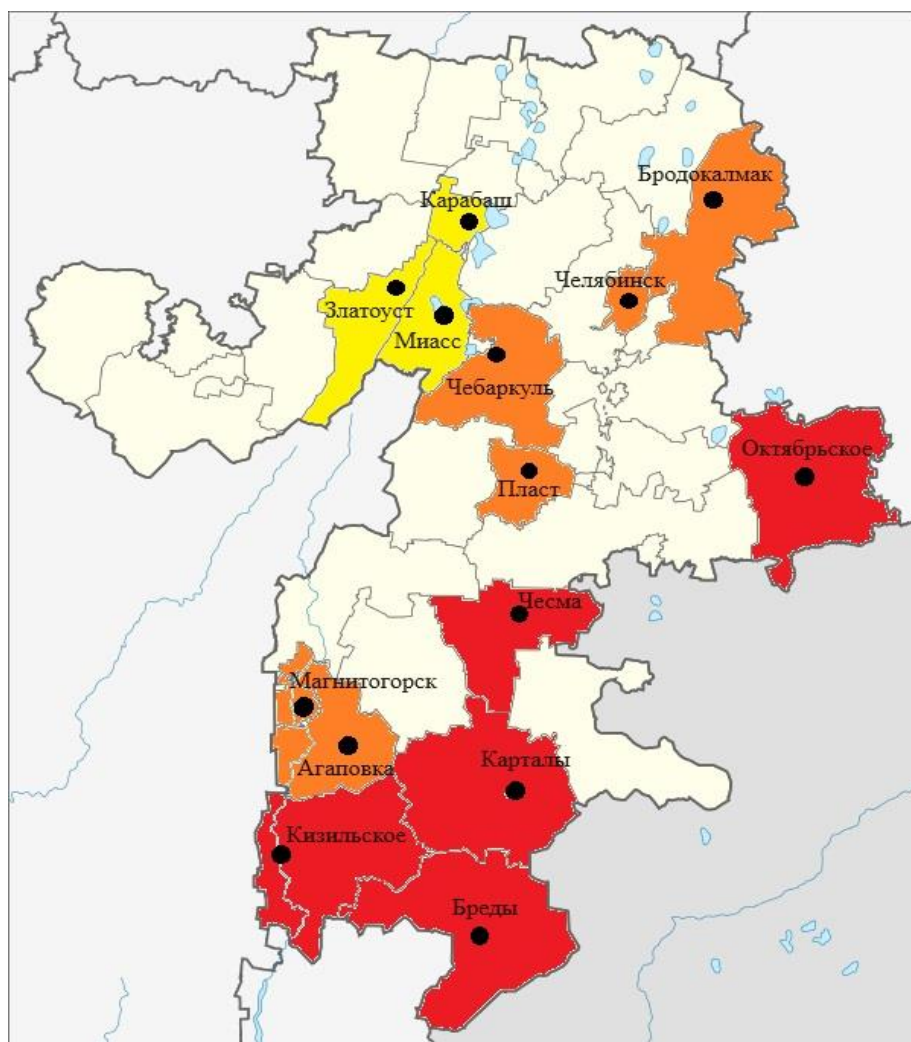 Бродокалмак
Карабаш
Челябинск
Златоуст
Миасс
Чебаркуль
Октябрьское
Пласт
Чесма
Магнитогорск
Карталы
Агаповка
Кизильское
Бреды